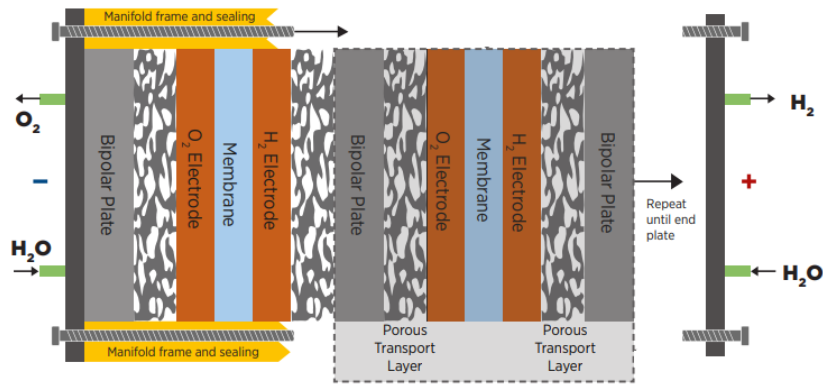 Manifold frame and sealing
O₂
−
H₂O
Bipolar Plate
O₂ Electrode
Membrane
H₂ Electrode
Bipolar Plate
O₂ Electrode
Membrane
H₂ Electrode
Bipolar Plate
Porous
Transport
Layer
Porous
Transport
Layer
Repeat
until end
plate
H₂
+
H₂O
Manifold frame and sealing